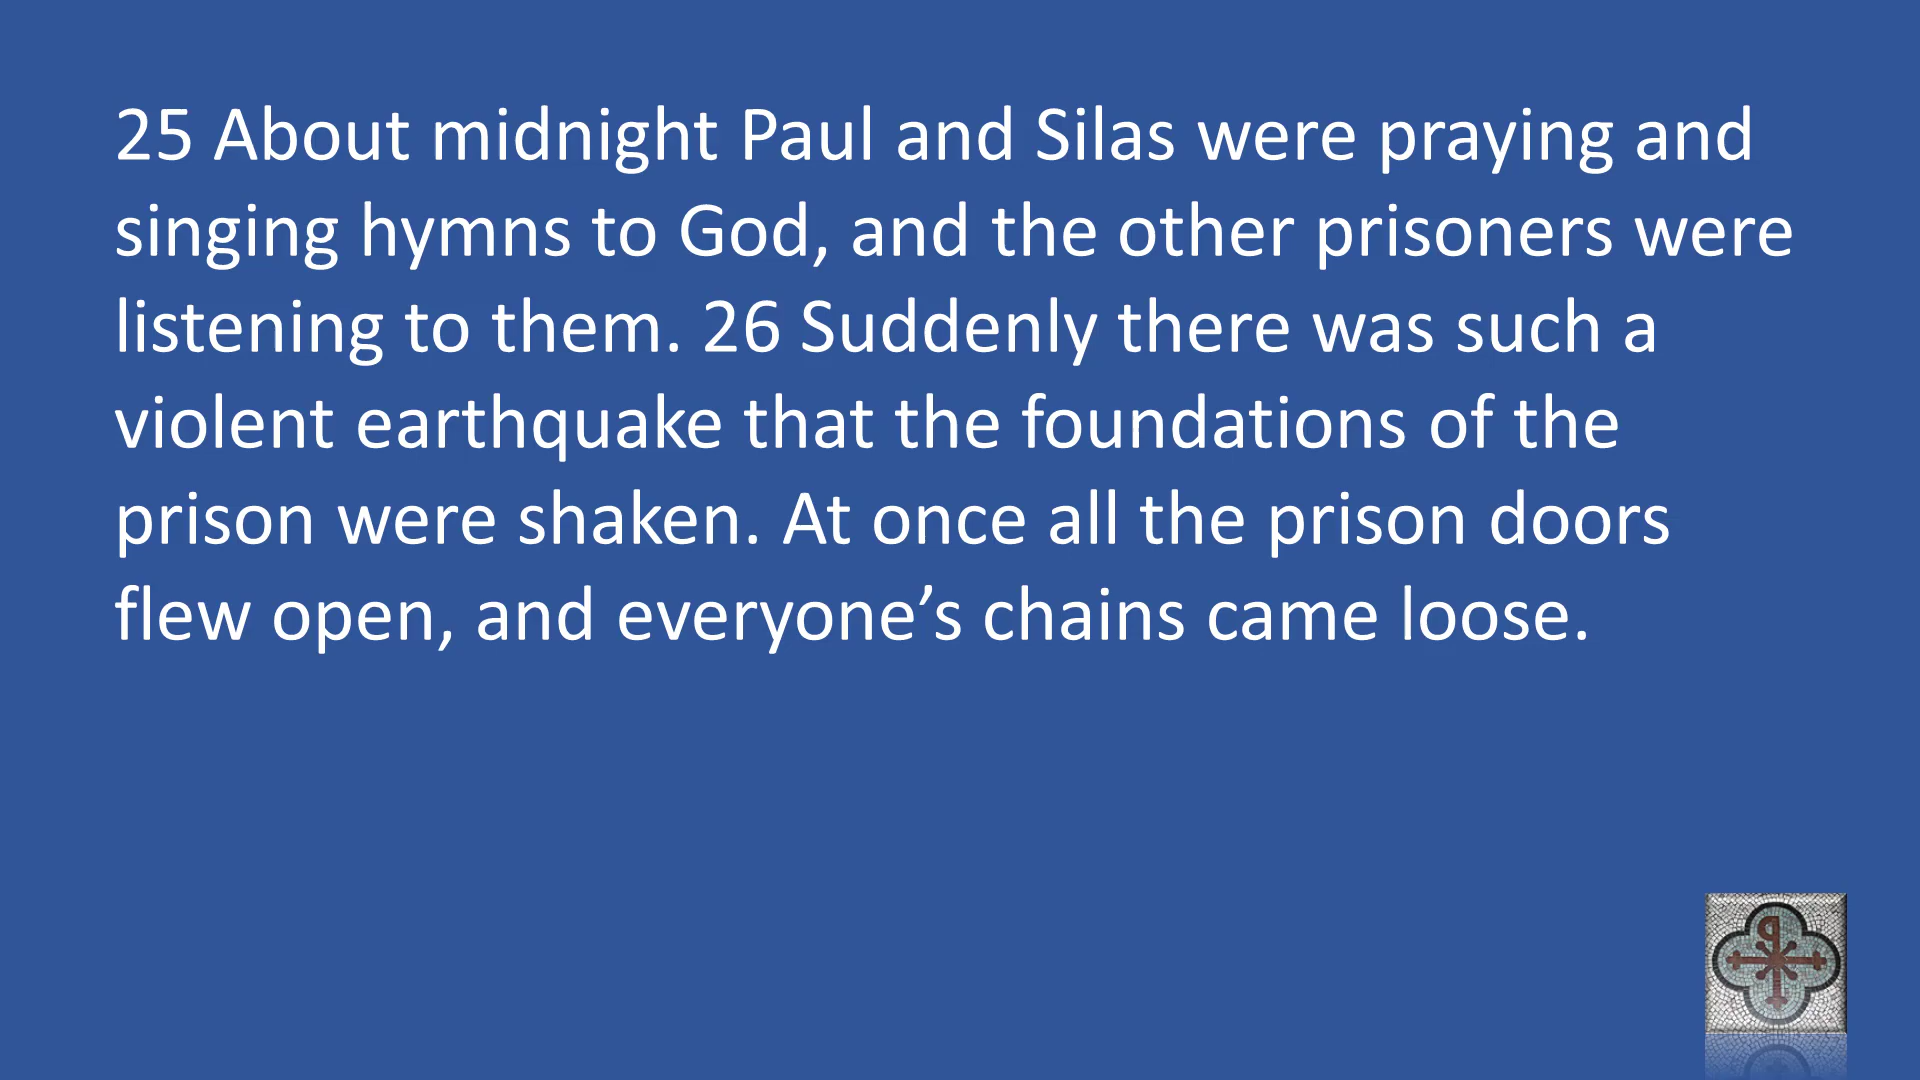 25 About midnight Paul and Silas were praying and
singing hymns to God, and the other prisoners were
listening to them. 26 Suddenly there was such a
violent earthquake that the foundations of the
prison were shaken. At once all the prison doors
flew open, and everyone’s chains came loose.